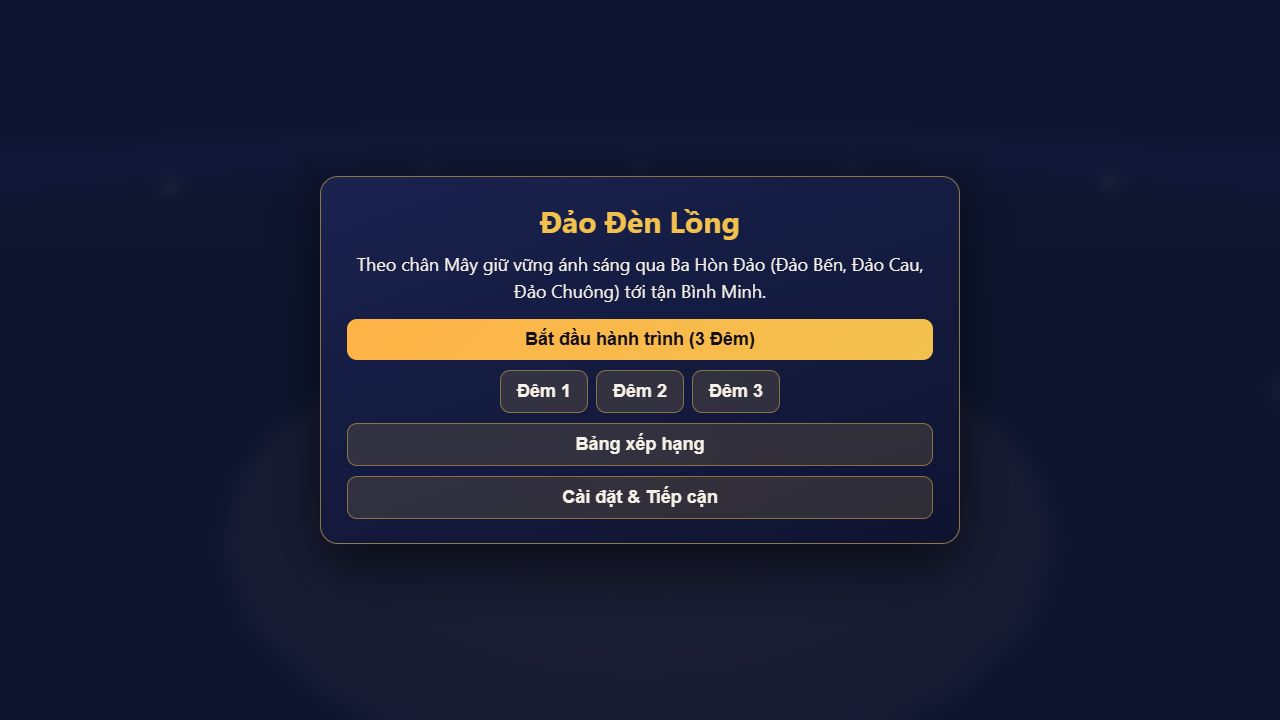 Đảo Đèn Lồng
Theo chân Mây giữ vững ánh sáng qua Ba Hòn Đảo (Đảo Bến, Đảo Cau,
Đảo Chuông) tới tận Bình Minh.
Bắt đầu hành trình (3 Đêm)
Đêm 1 Đêm 2 Đêm 3
Bảng xếp hạng
Cài đặt & Tiếp cận